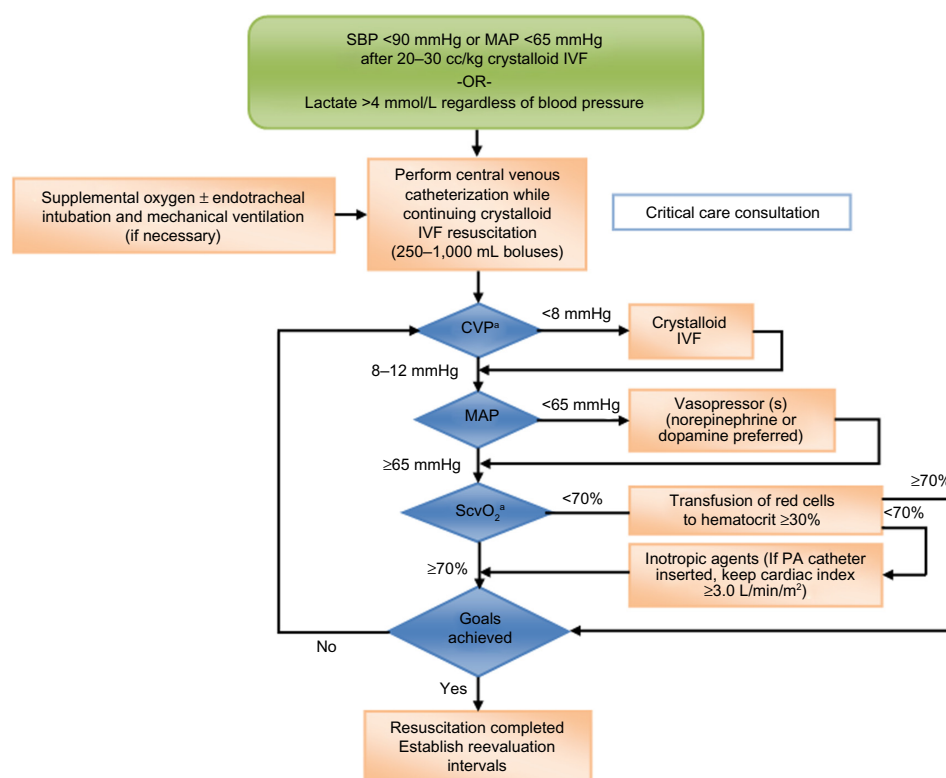 SBP <90 mmHg or MAP <65 mmHg
after 20–30 cc/kg crystalloid IVF
-OR-
Lactate >4 mmol/L regardless of blood pressure
Supplemental oxygen ± endotracheal
intubation and mechanical ventilation
(if necessary)
Perform central venous
catheterization while
continuing crystalloid
IVF resuscitation
(250–1,000 mL boluses)
Critical care consultation
CVPᵃ
<8 mmHg
Crystalloid
IVF
8–12 mmHg
MAP
<65 mmHg
Vasopressor (s)
(norepinephrine or
dopamine preferred)
≥65 mmHg
ScvO₂ᵃ
<70%
Transfusion of red cells
to hematocrit ≥30%
≥70%
<70%
≥70%
Inotropic agents (If PA catheter
inserted, keep cardiac index
≥3.0 L/min/m²)
Goals
achieved
No
Yes
Resuscitation completed
Establish reevaluation
intervals